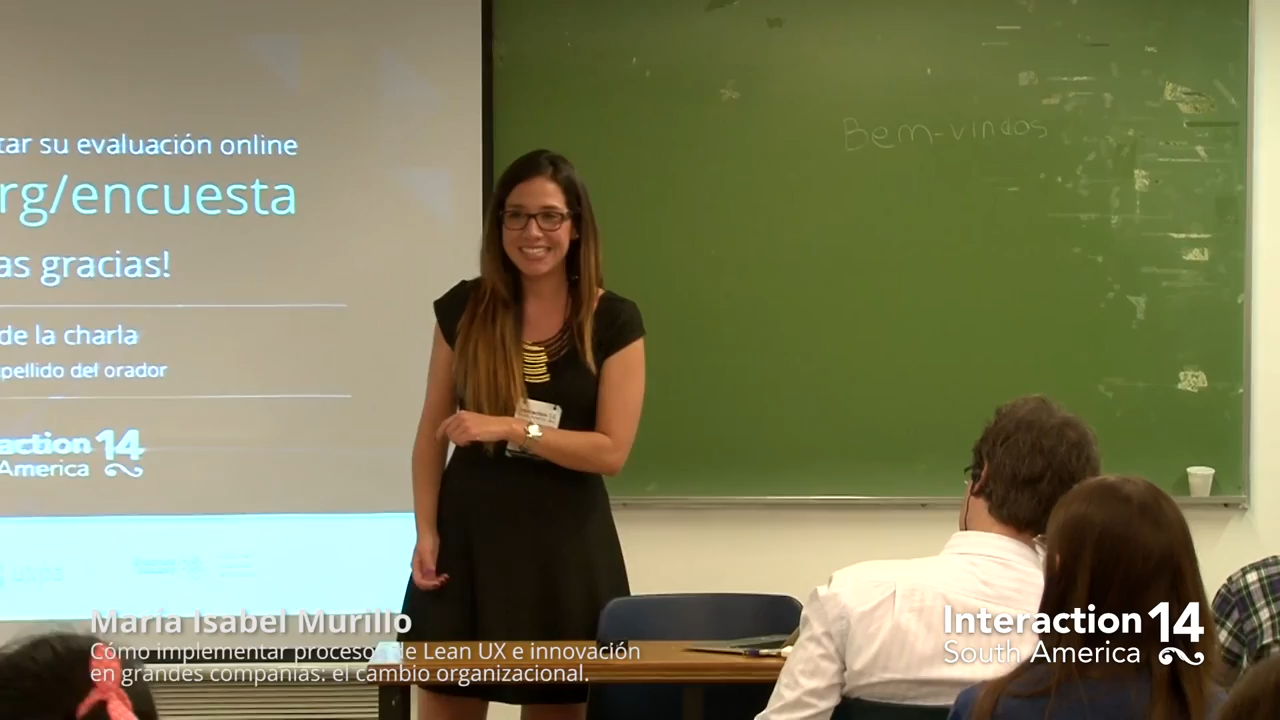 tar su evaluación online
rg/encuesta
as gracias!
de la charla
pellido del orador
action 14
America
Bem-vindos
María Isabel Murillo
Cómo implementar procesos de Lean UX e innovación
en grandes companías: el cambio organizacional.
Interaction 14
South America